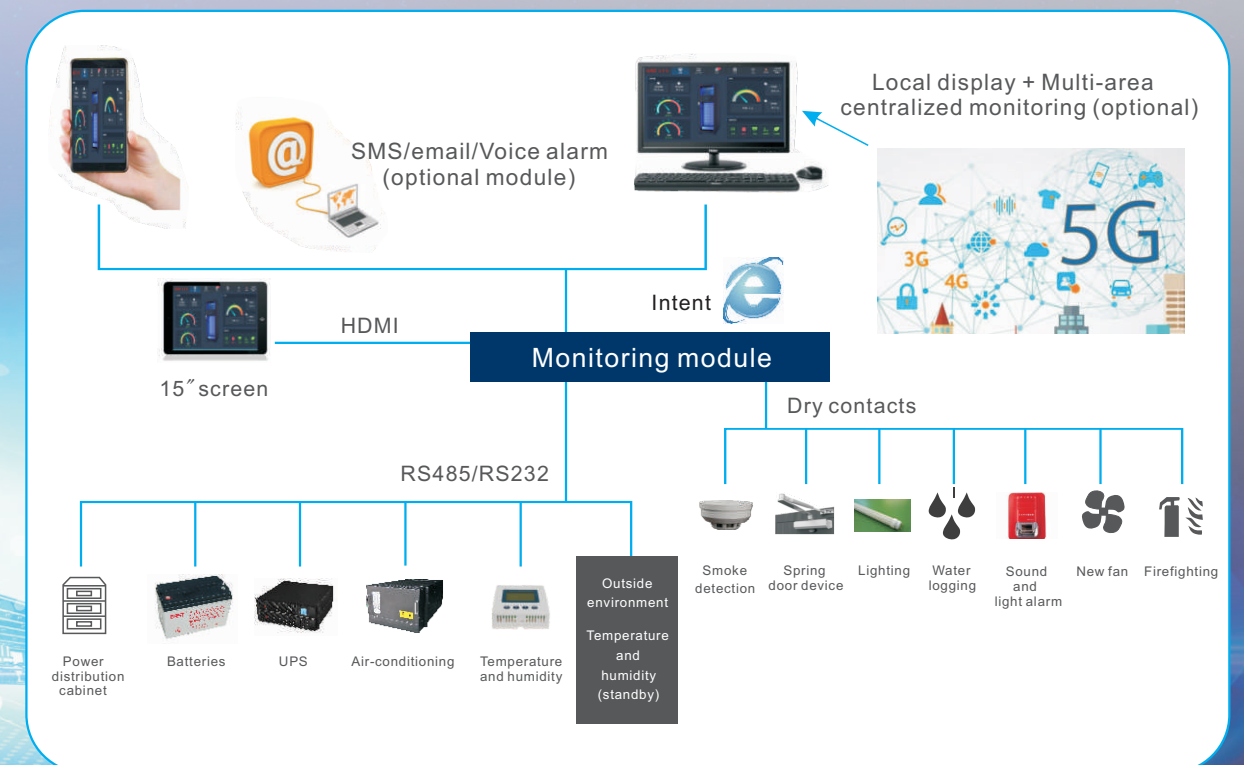 Local display + Multi-area
centralized monitoring (optional)
SMS/email/Voice alarm
(optional module)
@
5G
3G
4G
Intent
HDMI
Monitoring module
15″screen
Dry contacts
RS485/RS232
Smoke
detection
Spring
door device
Lighting
Water
logging
Sound
and
light alarm
New fan
Firefighting
Power
distribution
cabinet
Batteries
UPS
Air-conditioning
Temperature
and humidity
Outside
environment
Temperature
and
humidity
(standby)